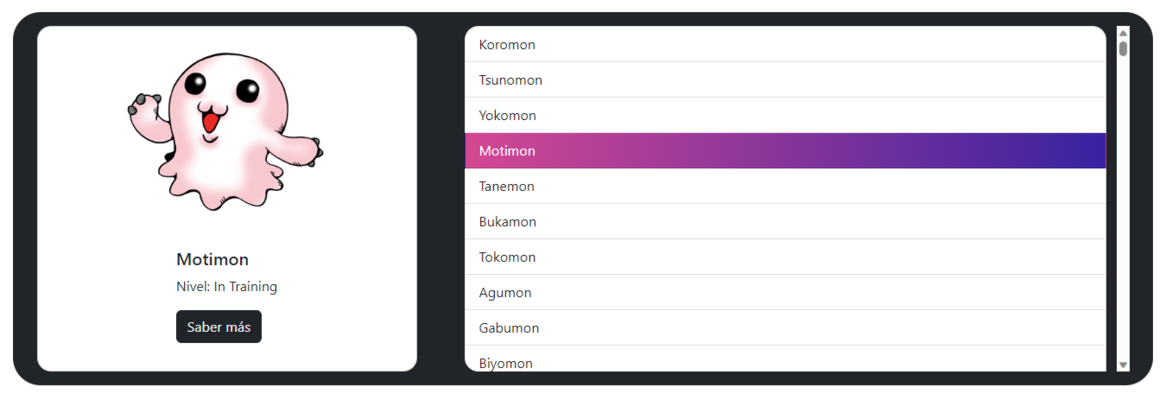 Motimon
Nivel: In Training
Saber más
Koromon
Tsunomon
Yokomon
Motimon
Tanemon
Bukamon
Tokomon
Agumon
Gabumon
Biyomon